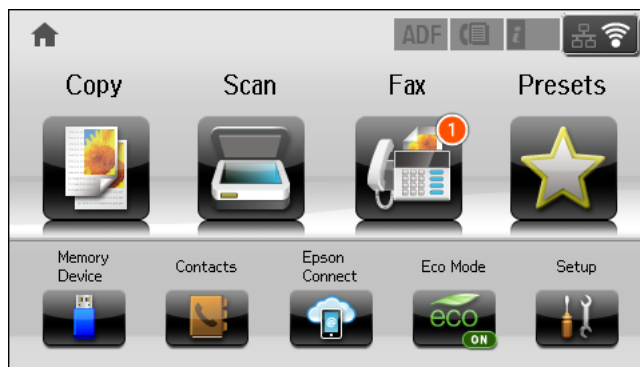 ADF i
Copy Scan Fax Presets
1
Memory Device Contacts Epson Connect Eco Mode Setup
@
eco
ON